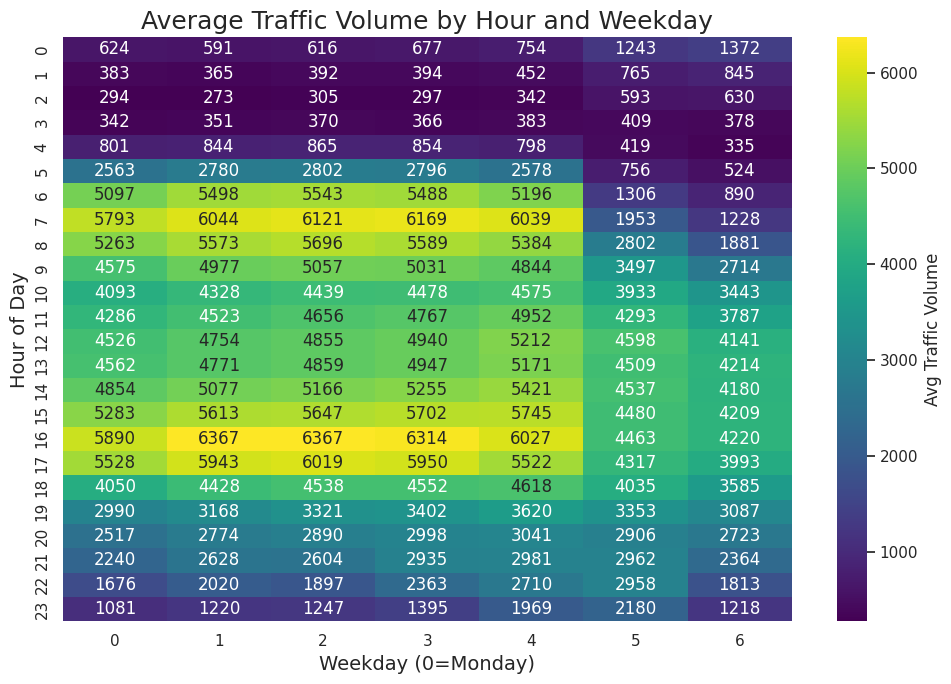 Average Traffic Volume by Hour and Weekday
0 624 591 616 677 754 1243 1372
1 383 365 392 394 452 765 845
2 294 273 305 297 342 593 630
3 342 351 370 366 383 409 378
4 801 844 865 854 798 419 335
5 2563 2780 2802 2796 2578 756 524
6 5097 5498 5543 5488 5196 1306 890
7 5793 6044 6121 6169 6039 1953 1228
8 5263 5573 5696 5589 5384 2802 1881
9 4575 4977 5057 5031 4844 3497 2714
10 4093 4328 4439 4478 4575 3933 3443
11 4286 4523 4656 4767 4952 4293 3787
12 4526 4754 4855 4940 5212 4598 4141
13 4562 4771 4859 4947 5171 4509 4214
14 4854 5077 5166 5255 5421 4537 4180
15 5283 5613 5647 5702 5745 4480 4209
16 5890 6367 6367 6314 6027 4463 4220
17 5528 5943 6019 5950 5522 4317 3993
18 4050 4428 4538 4552 4618 4035 3585
19 2990 3168 3321 3402 3620 3353 3087
20 2517 2774 2890 2998 3041 2906 2723
21 2240 2628 2604 2935 2981 2962 2364
22 1676 2020 1897 2363 2710 2958 1813
23 1081 1220 1247 1395 1969 2180 1218
0 1 2 3 4 5 6
Weekday (0=Monday)
Hour of Day
6000
5000
4000
3000
2000
1000
Avg Traffic Volume